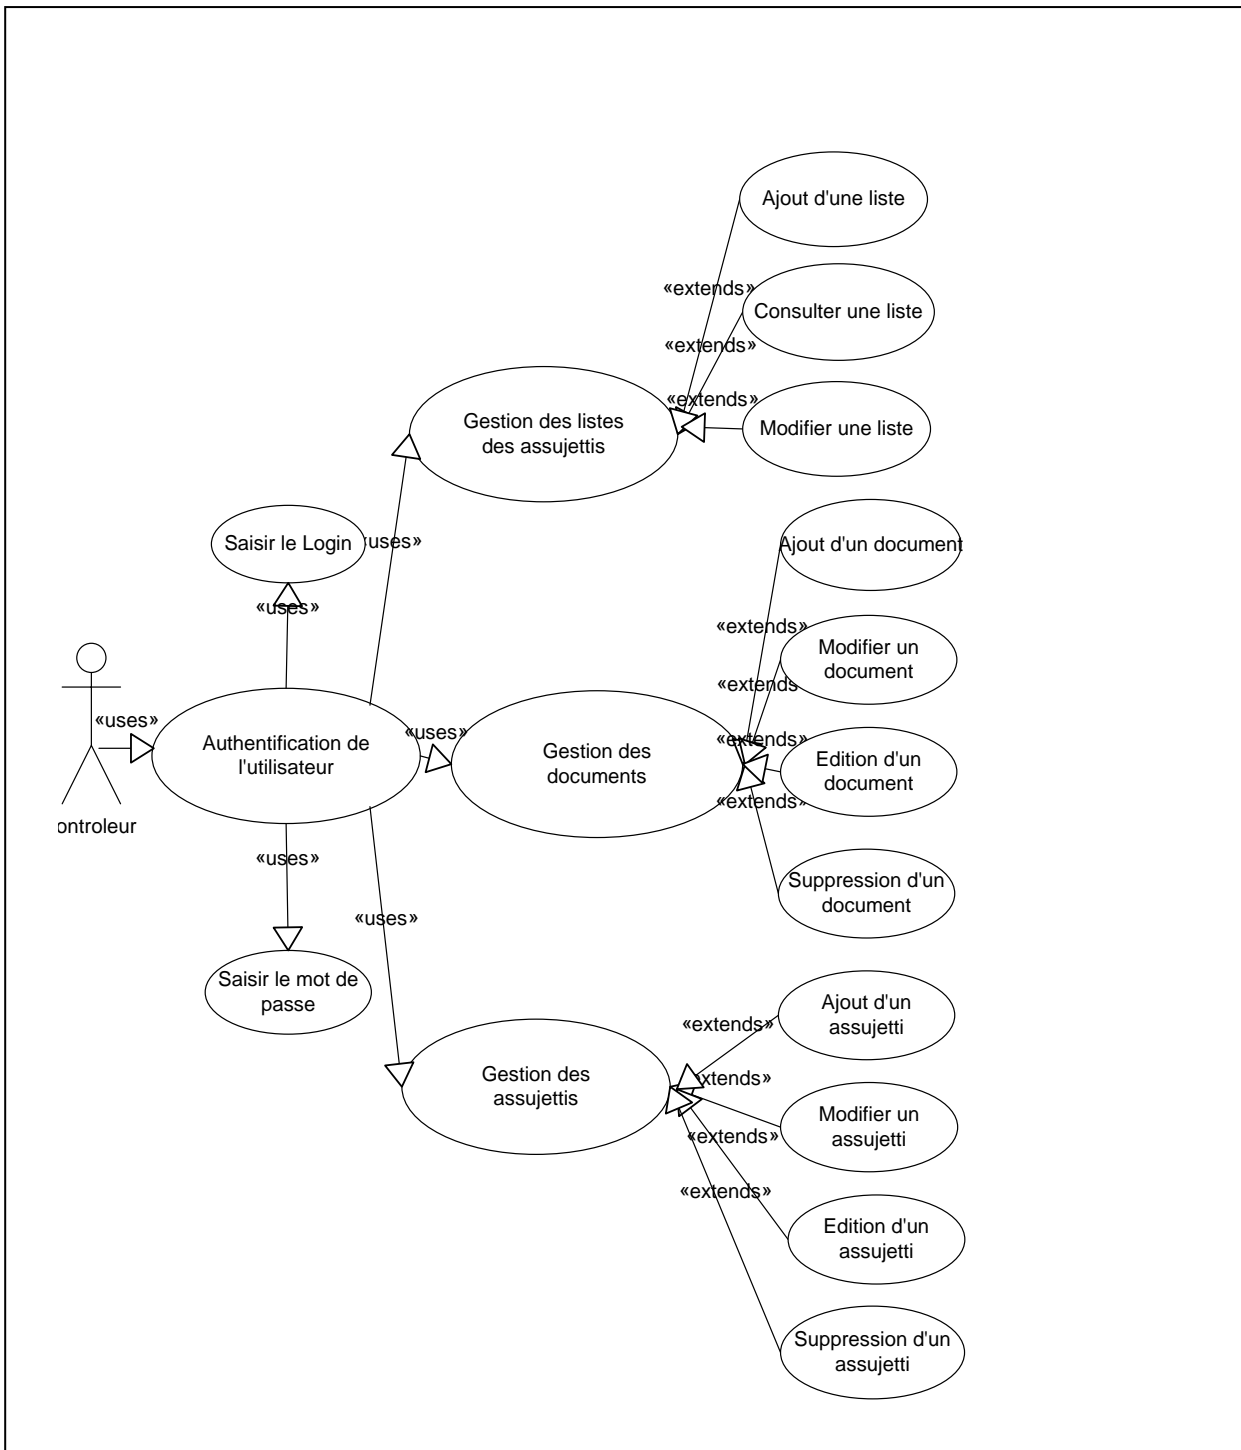 Ajout d'une liste
«extends»
Consulter une liste
«extends»
«extends»
Modifier une liste
Gestion des listes
des assujettis
Saisir le Login
«uses»
«uses»
Ajout d'un document
«extends»
Modifier un
document
«extends»
«uses»
Authentification de
l'utilisateur
«uses»
Gestion des
documents
«extends»
Edition d'un
document
«extends»
ontroleur
«uses»
Suppression d'un
document
«uses»
Saisir le mot de
passe
Ajout d'un
assujetti
«extends»
Gestion des
assujettis
«extends»
Modifier un
assujetti
«extends»
«extends»
Edition d'un
assujetti
Suppression d'un
assujetti